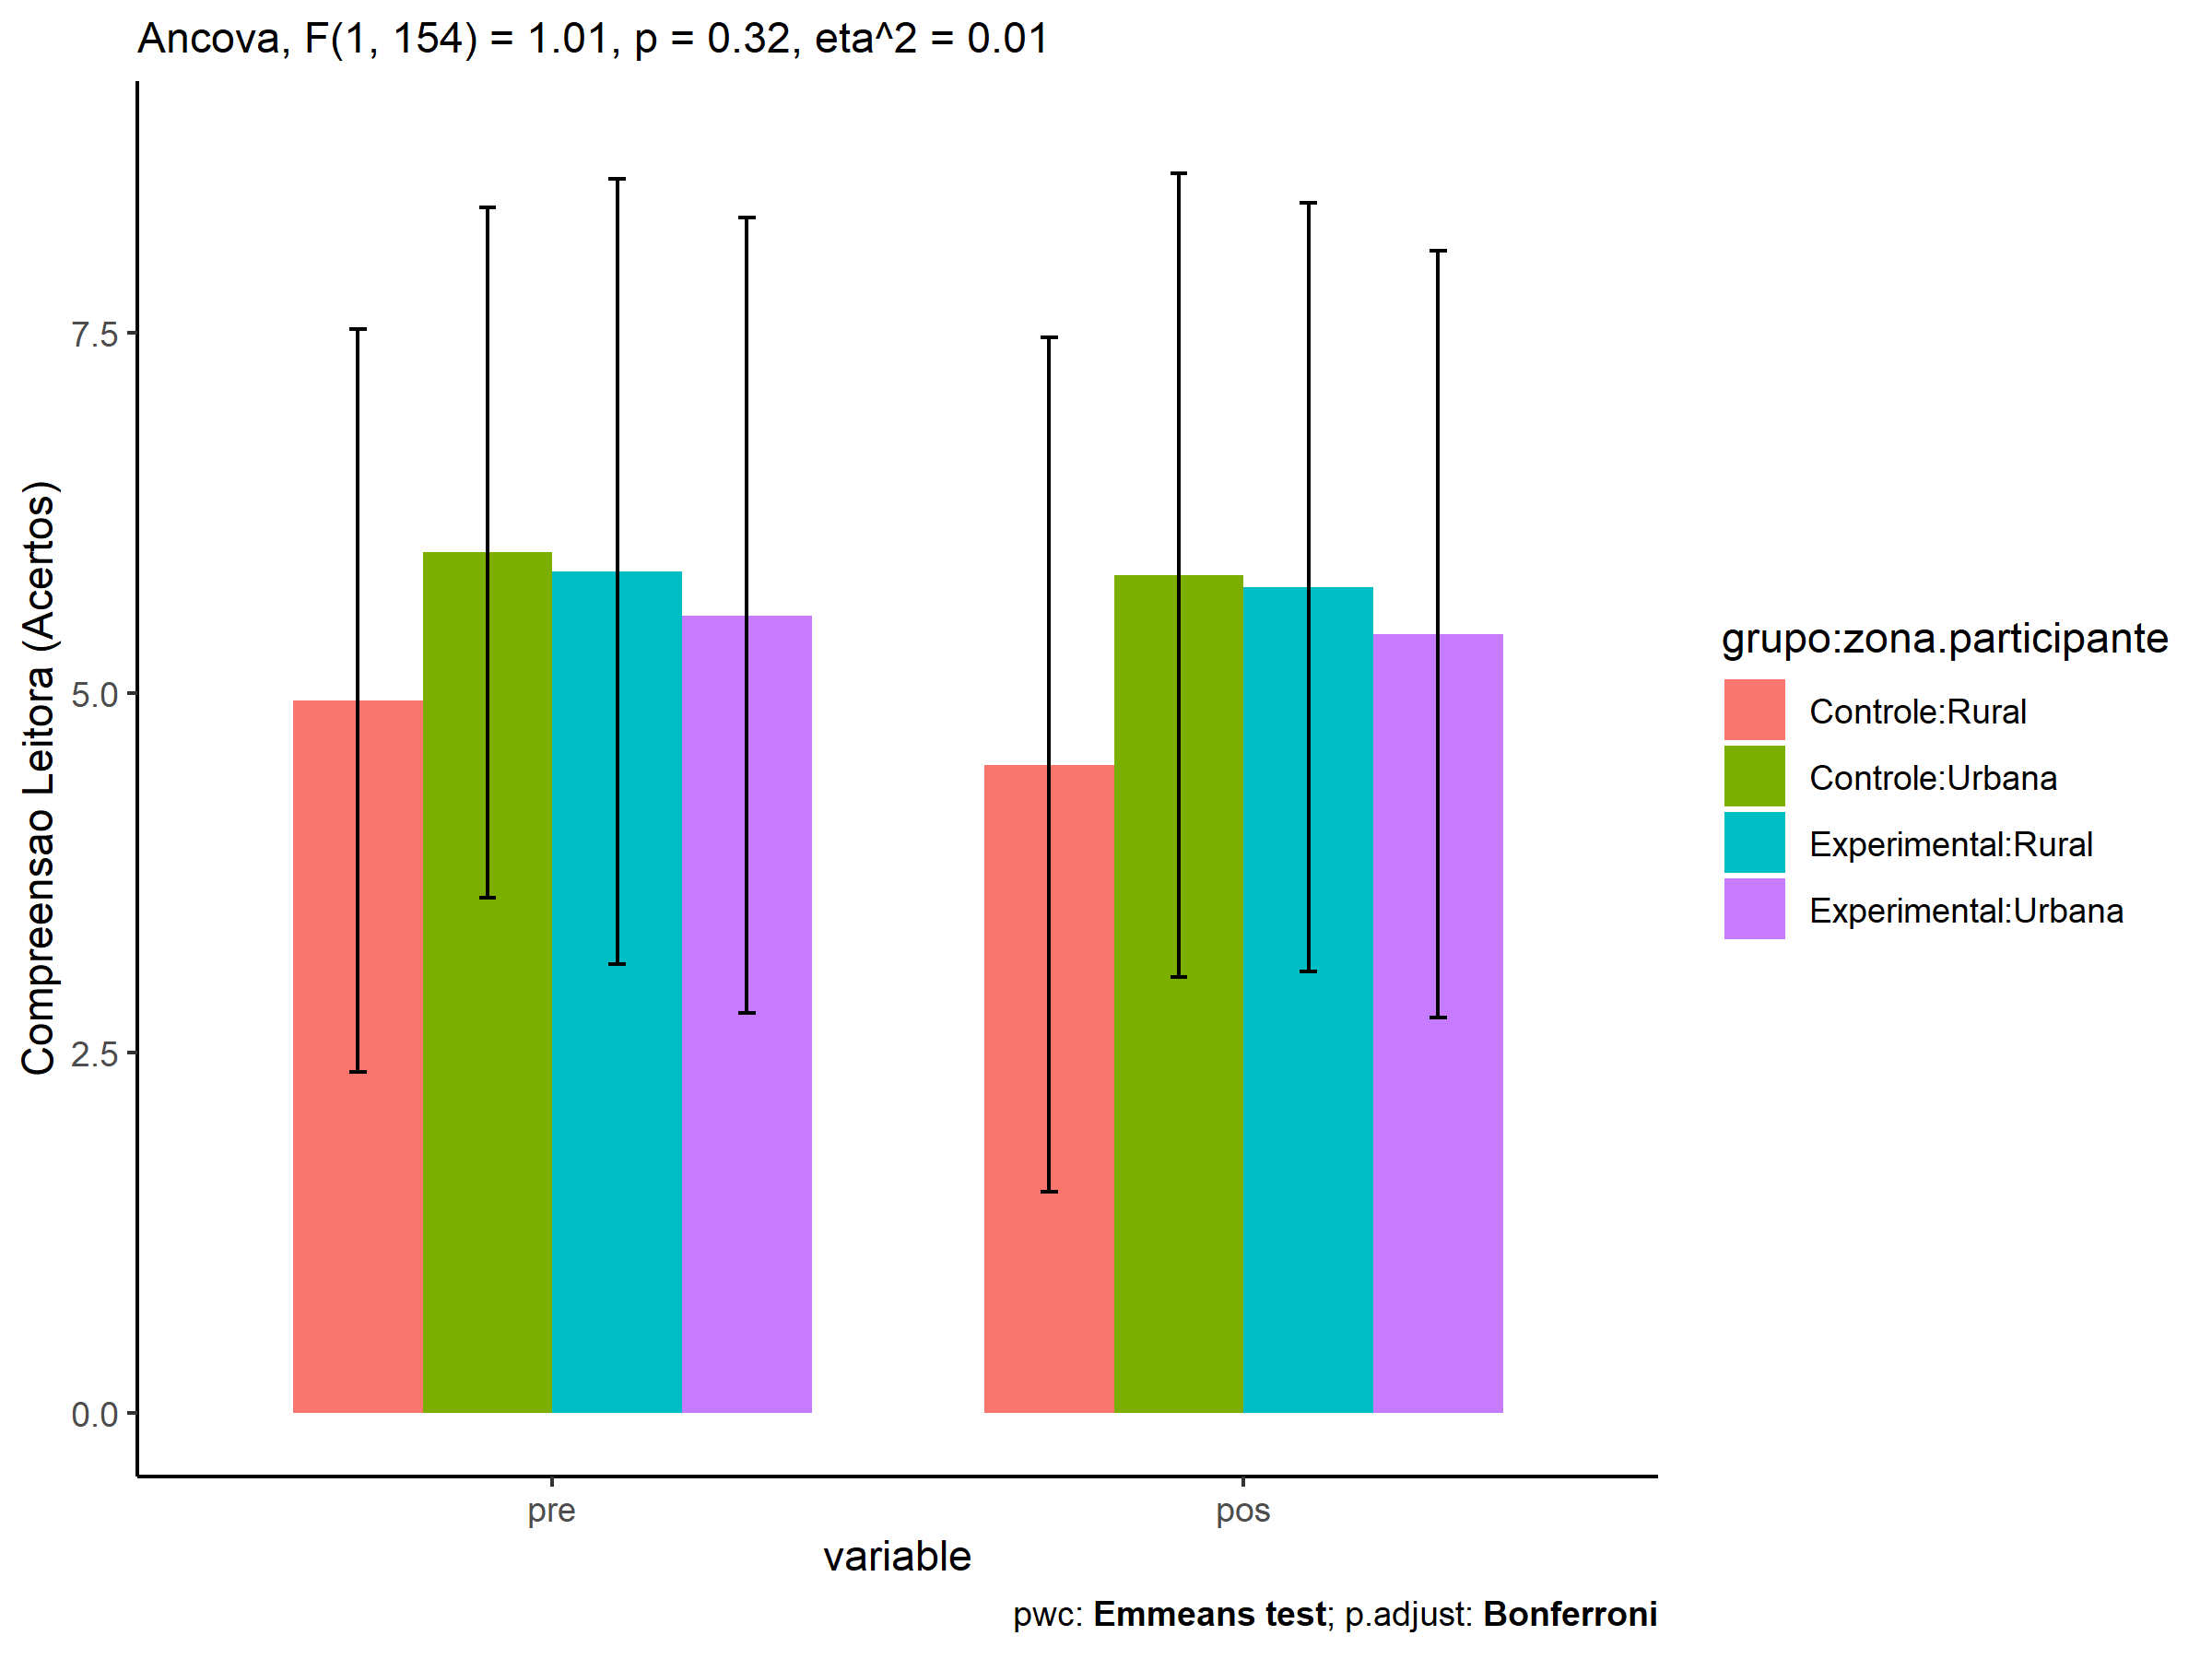 Ancova, F(1, 154) = 1.01, p = 0.32, eta^2 = 0.01
Compreensao Leitora (Acertos)
7.5
5.0
2.5
0.0
pre
pos
variable
grupo:zona.participante
Controle:Rural
Controle:Urbana
Experimental:Rural
Experimental:Urbana
pwc: Emmeans test; p.adjust: Bonferroni